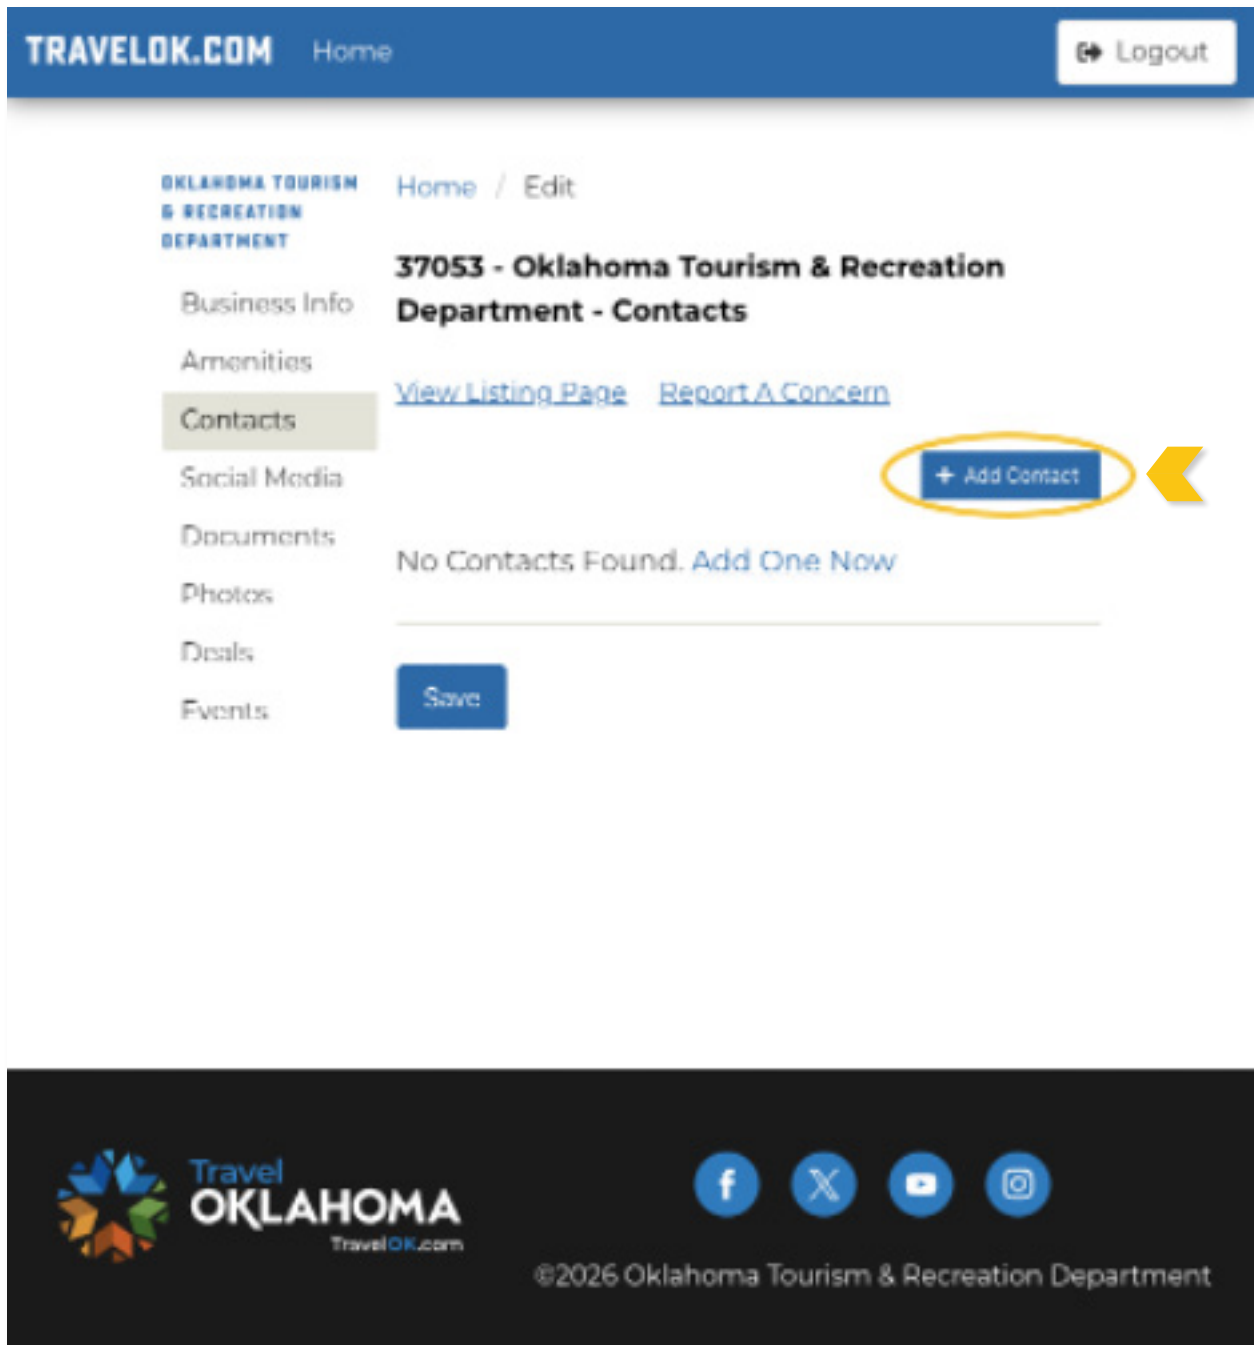 TRAVELOK.COM Home Logout
OKLAHOMA TOURISM
& RECREATION
DEPARTMENT
Business Info
Amenities
Contacts
Social Media
Documents
Photos
Deals
Events
Home / Edit
37053 - Oklahoma Tourism & Recreation
Department - Contacts
View Listing Page Report A Concern
+ Add Contact
No Contacts Found. Add One Now
Save
Travel
OKLAHOMA
TravelOK.com
©2026 Oklahoma Tourism & Recreation Department